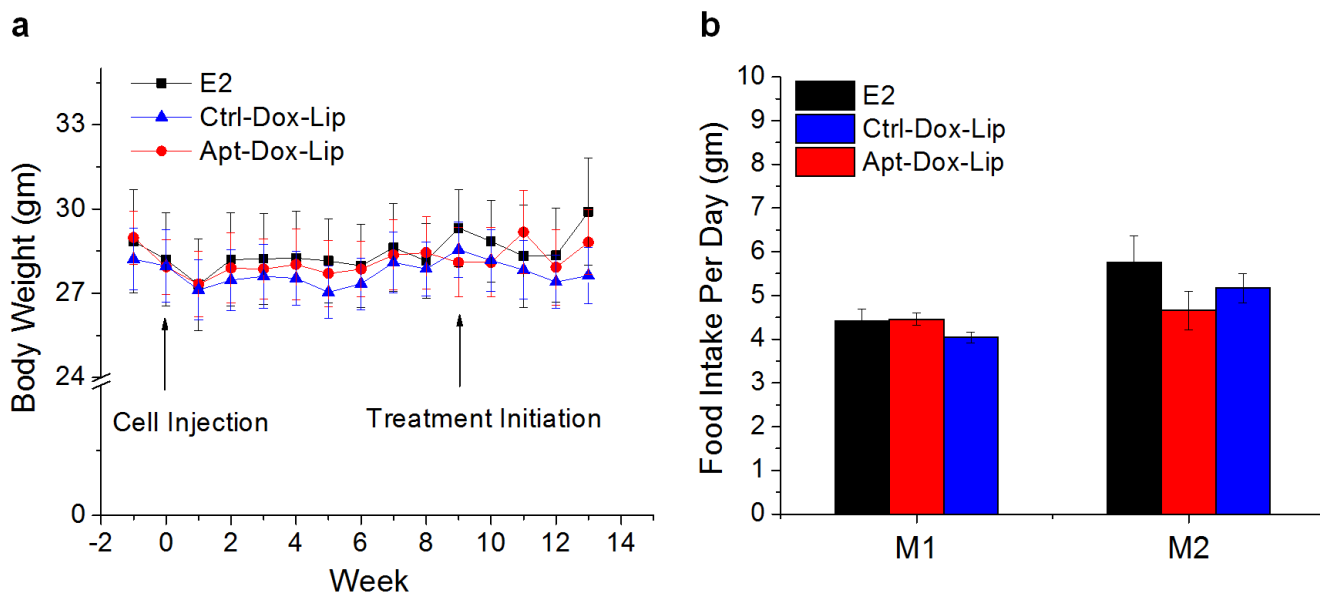 a
E2
Ctrl-Dox-Lip
Apt-Dox-Lip
33
30
27
24
0
Body Weight (gm)
Cell Injection
Treatment Initiation
-2 0 2 4 6 8 10 12 14
Week
b
E2
Ctrl-Dox-Lip
Apt-Dox-Lip
10
9
8
7
6
5
4
3
2
1
0
Food Intake Per Day (gm)
M1 M2